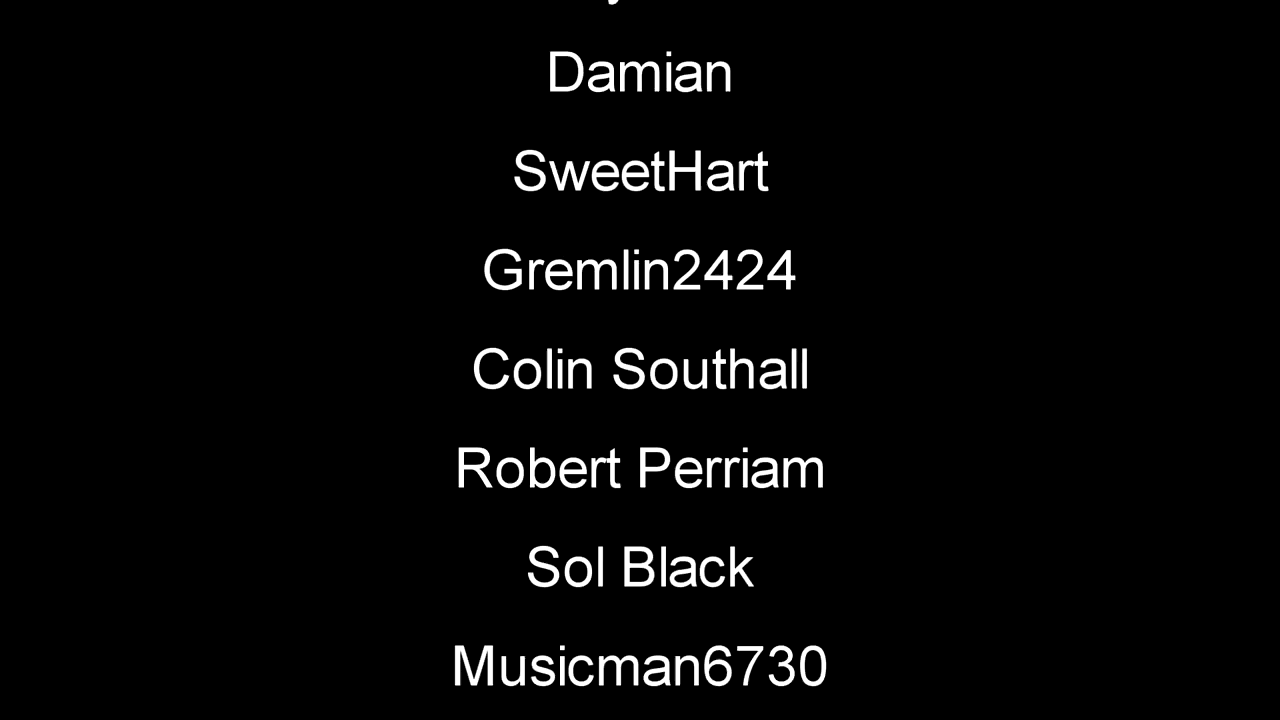 Damian
SweetHart
Gremlin2424
Colin Southall
Robert Perriam
Sol Black
Musicman6730